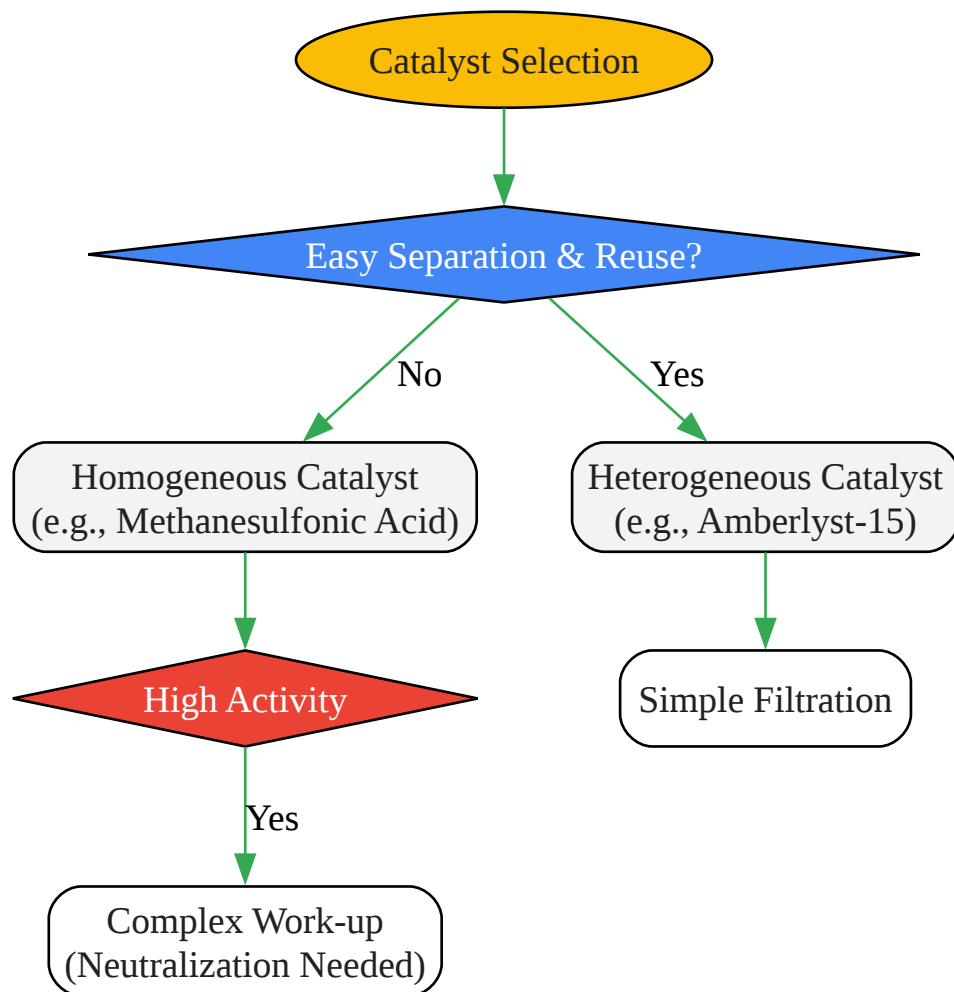 Catalyst Selection
Easy Separation & Reuse?
No
Yes
Homogeneous Catalyst
(e.g., Methanesulfonic Acid)
Heterogeneous Catalyst
(e.g., Amberlyst-15)
High Activity
Simple Filtration
Yes
Complex Work-up
(Neutralization Needed)